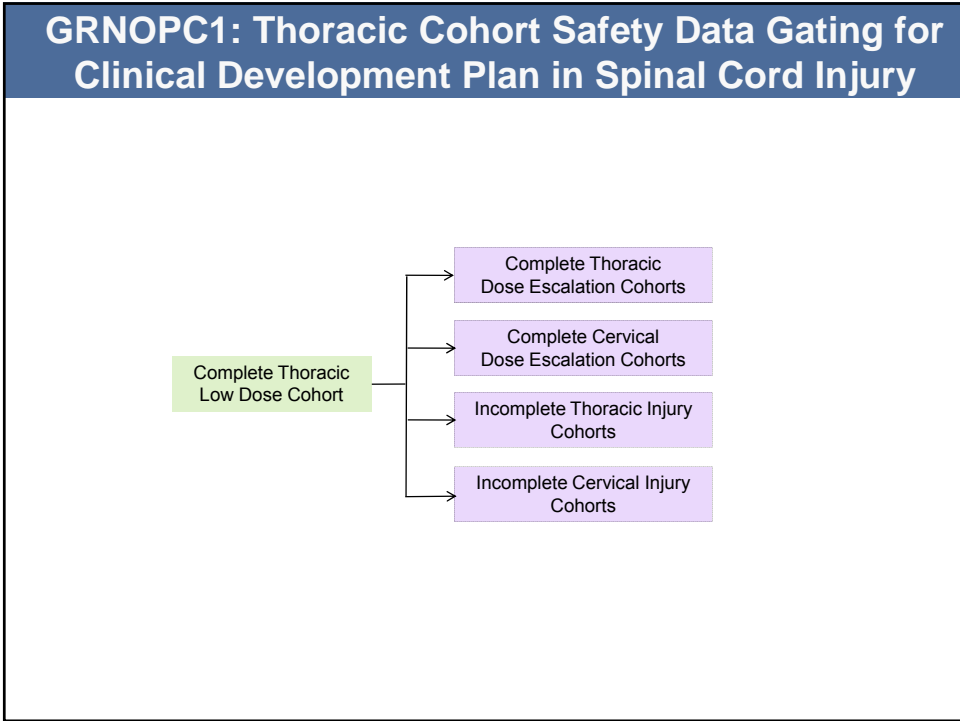 GRNOPC1: Thoracic Cohort Safety Data Gating for
Clinical Development Plan in Spinal Cord Injury
Complete Thoracic
Dose Escalation Cohorts
Complete Cervical
Dose Escalation Cohorts
Complete Thoracic
Low Dose Cohort
Incomplete Thoracic Injury
Cohorts
Incomplete Cervical Injury
Cohorts